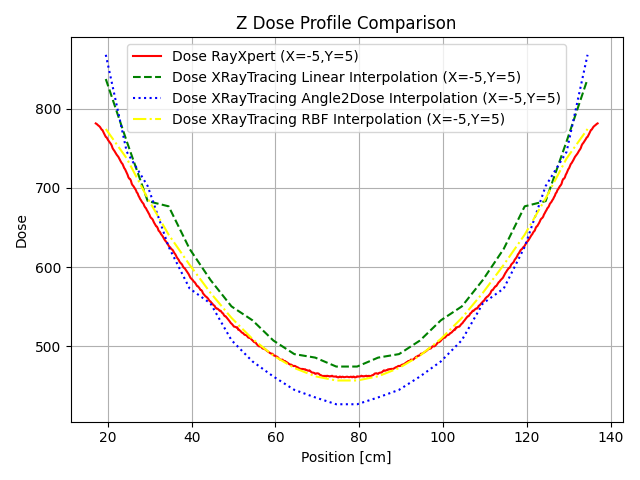 Z Dose Profile Comparison
Dose RayXpert (X=-5,Y=5)
Dose XRayTracing Linear Interpolation (X=-5,Y=5)
Dose XRayTracing Angle2Dose Interpolation (X=-5,Y=5)
Dose XRayTracing RBF Interpolation (X=-5,Y=5)
800
700
600
500
Dose
20 40 60 80 100 120 140
Position [cm]